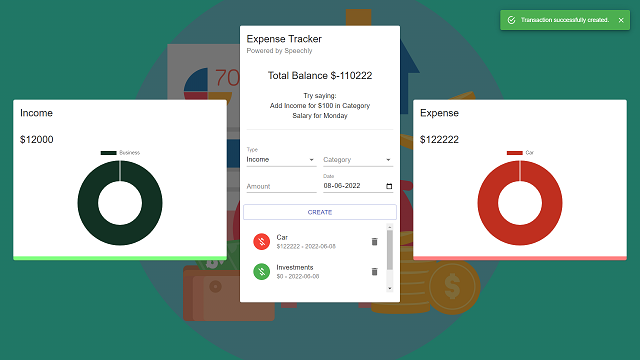 Transaction successfully created.
70
Expense Tracker
Powered by Speechly
Total Balance $-110222
Try saying:
Add Income for $100 in Category
Salary for Monday
Income
$12000
Business
Type
Income
Category
Amount
Date
08-06-2022
CREATE
Car
$122222 - 2022-06-08
Investments
$0 - 2022-06-08
Expense
$122222
Car